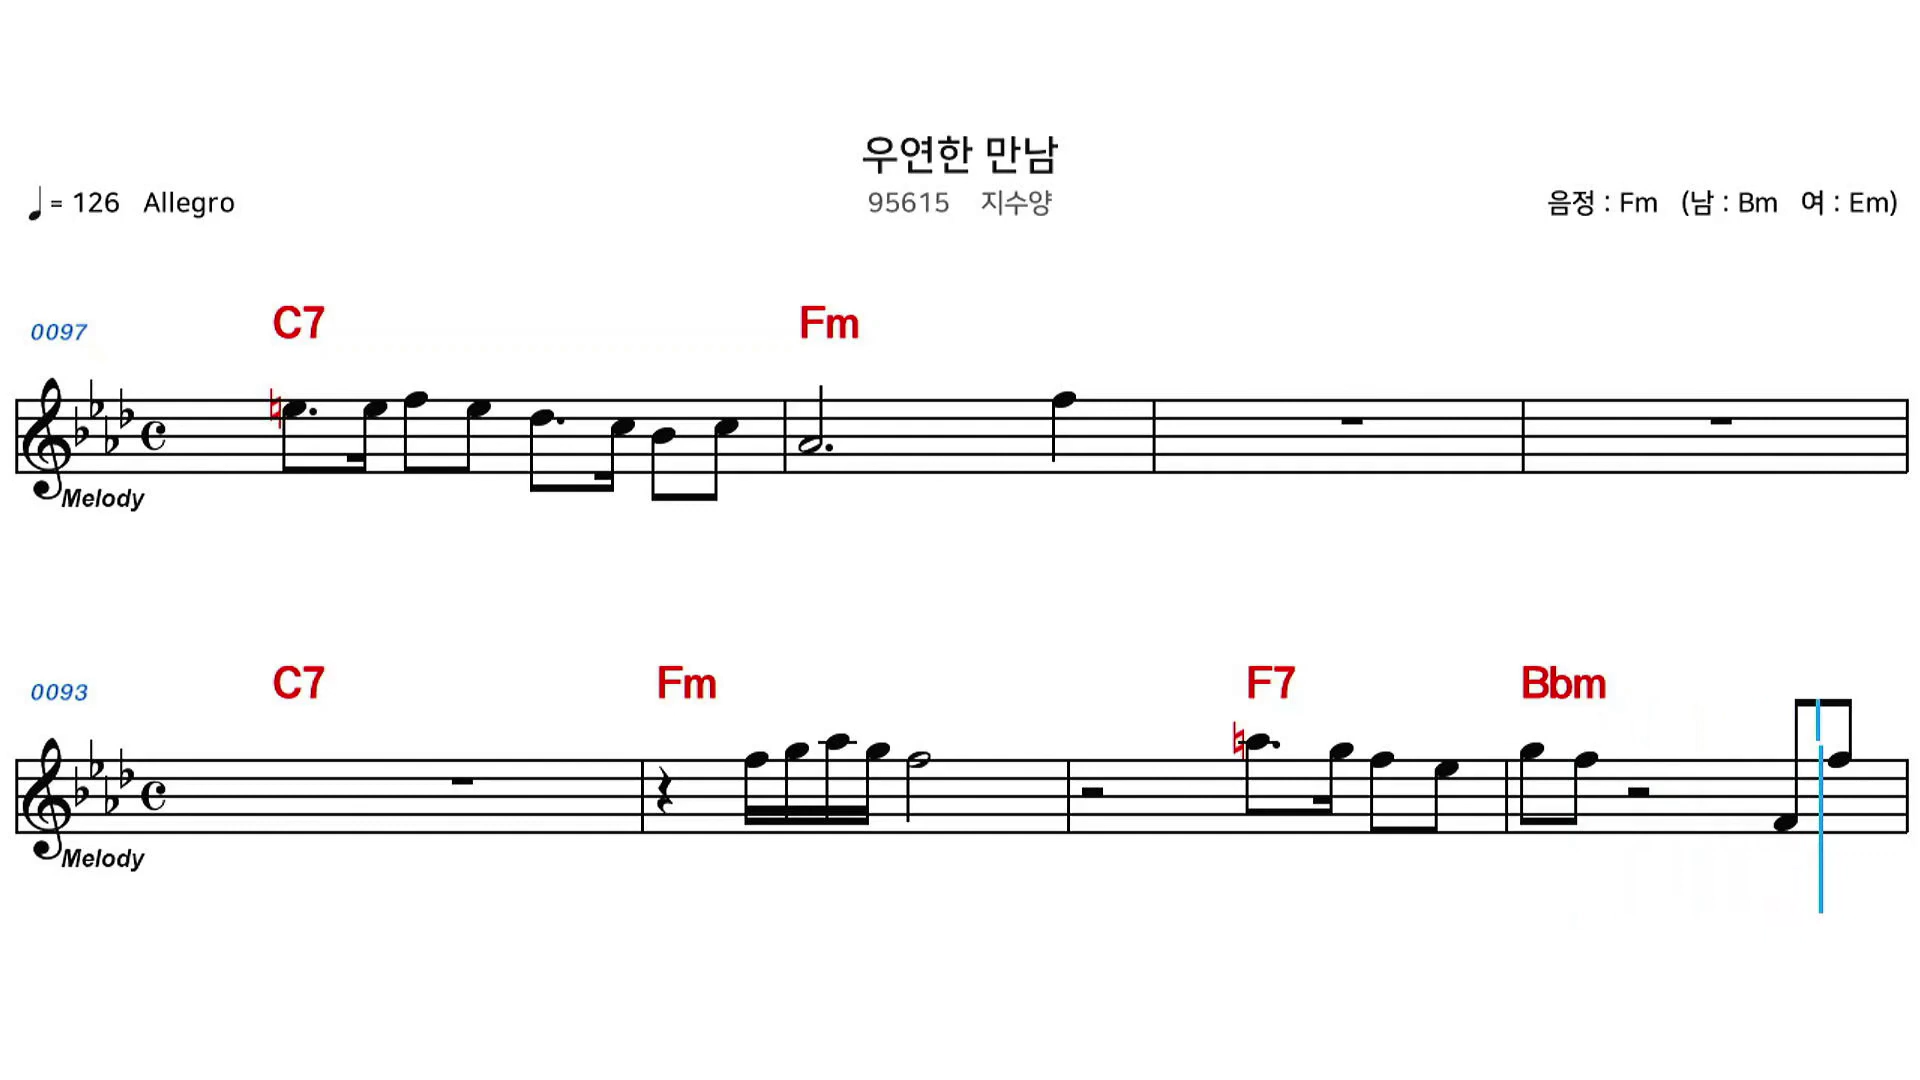 우연한 만남
♩= 126 Allegro
95615 지수양
음정 : Fm (남 : Bm 여 : Em)
0097 C7 Fm
Melody
0093 C7 Fm F7 Bbm
Melody